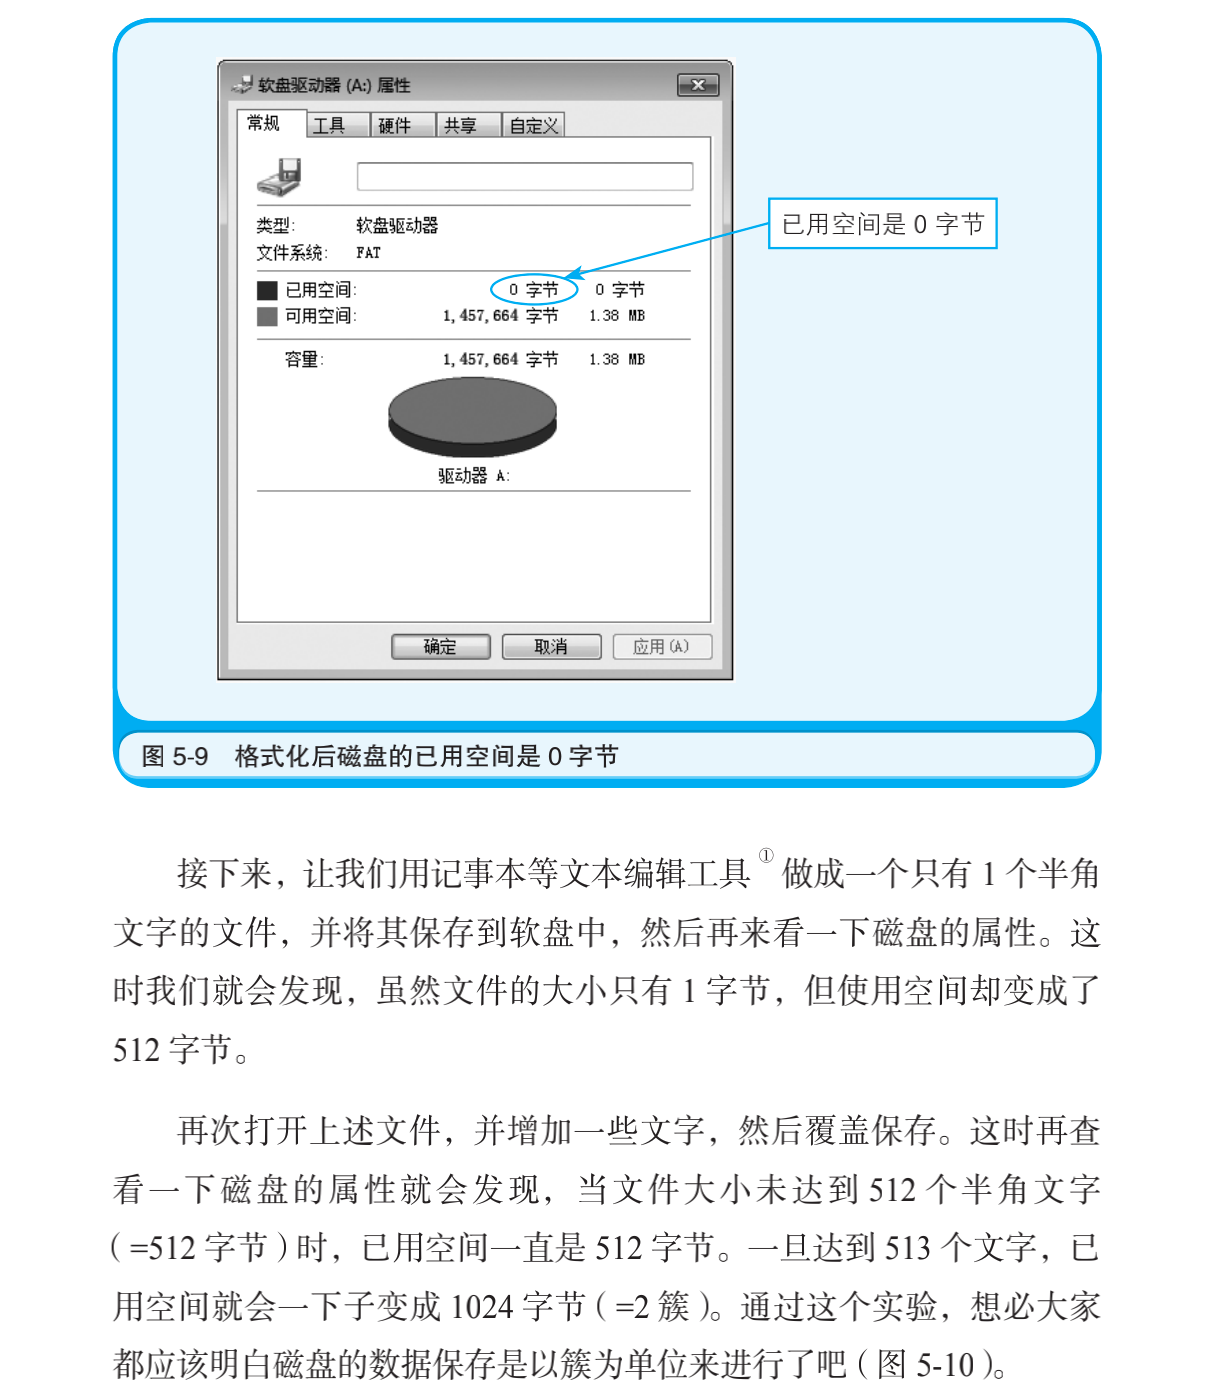 软盘驱动器 (A:) 属性
常规 工具 硬件 共享 自定义
类型: 软盘驱动器
文件系统: FAT
已用空间是 0 字节
已用空间: 0 字节 0 字节
可用空间: 1,457,664 字节 1.38 MB
容量: 1,457,664 字节 1.38 MB
驱动器 A:
确定 取消 应用(A)
图 5-9 格式化后磁盘的已用空间是 0 字节
接下来，让我们用记事本等文本编辑工具①做成一个只有 1 个半角
文字的文件，并将其保存到软盘中，然后再来看一下磁盘的属性。这
时我们就会发现，虽然文件的大小只有 1 字节，但使用空间却变成了
512 字节。
再次打开上述文件，并增加一些文字，然后覆盖保存。这时再查
看一下磁盘的属性就会发现，当文件大小未达到 512 个半角文字
（=512 字节）时，已用空间一直是 512 字节。一旦达到 513 个文字，已
用空间就会一下子变成 1024 字节（=2 簇）。通过这个实验，想必大家
都应该明白磁盘的数据保存是以簇为单位来进行了吧（图 5-10）。